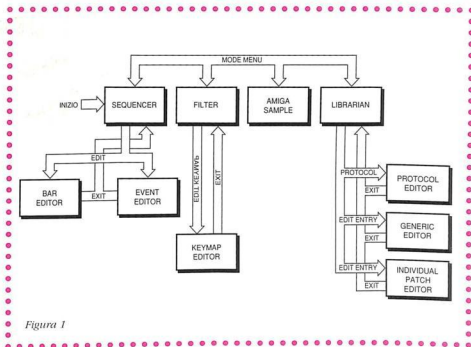 MODE MENU
INIZIO
SEQUENCER
FILTER
AMIGA
SAMPLE
LIBRARIAN
EDIT
EDIT KEYMAP
EXIT
PROTOCOL
EXIT
PROTOCOL
EDITOR
BAR
EDITOR
EXIT
EVENT
EDITOR
EDIT ENTRY
EXIT
GENERIC
EDITOR
KEYMAP
EDITOR
EDIT ENTRY
EXIT
INDIVIDUAL
PATCH
EDITOR
Figura 1